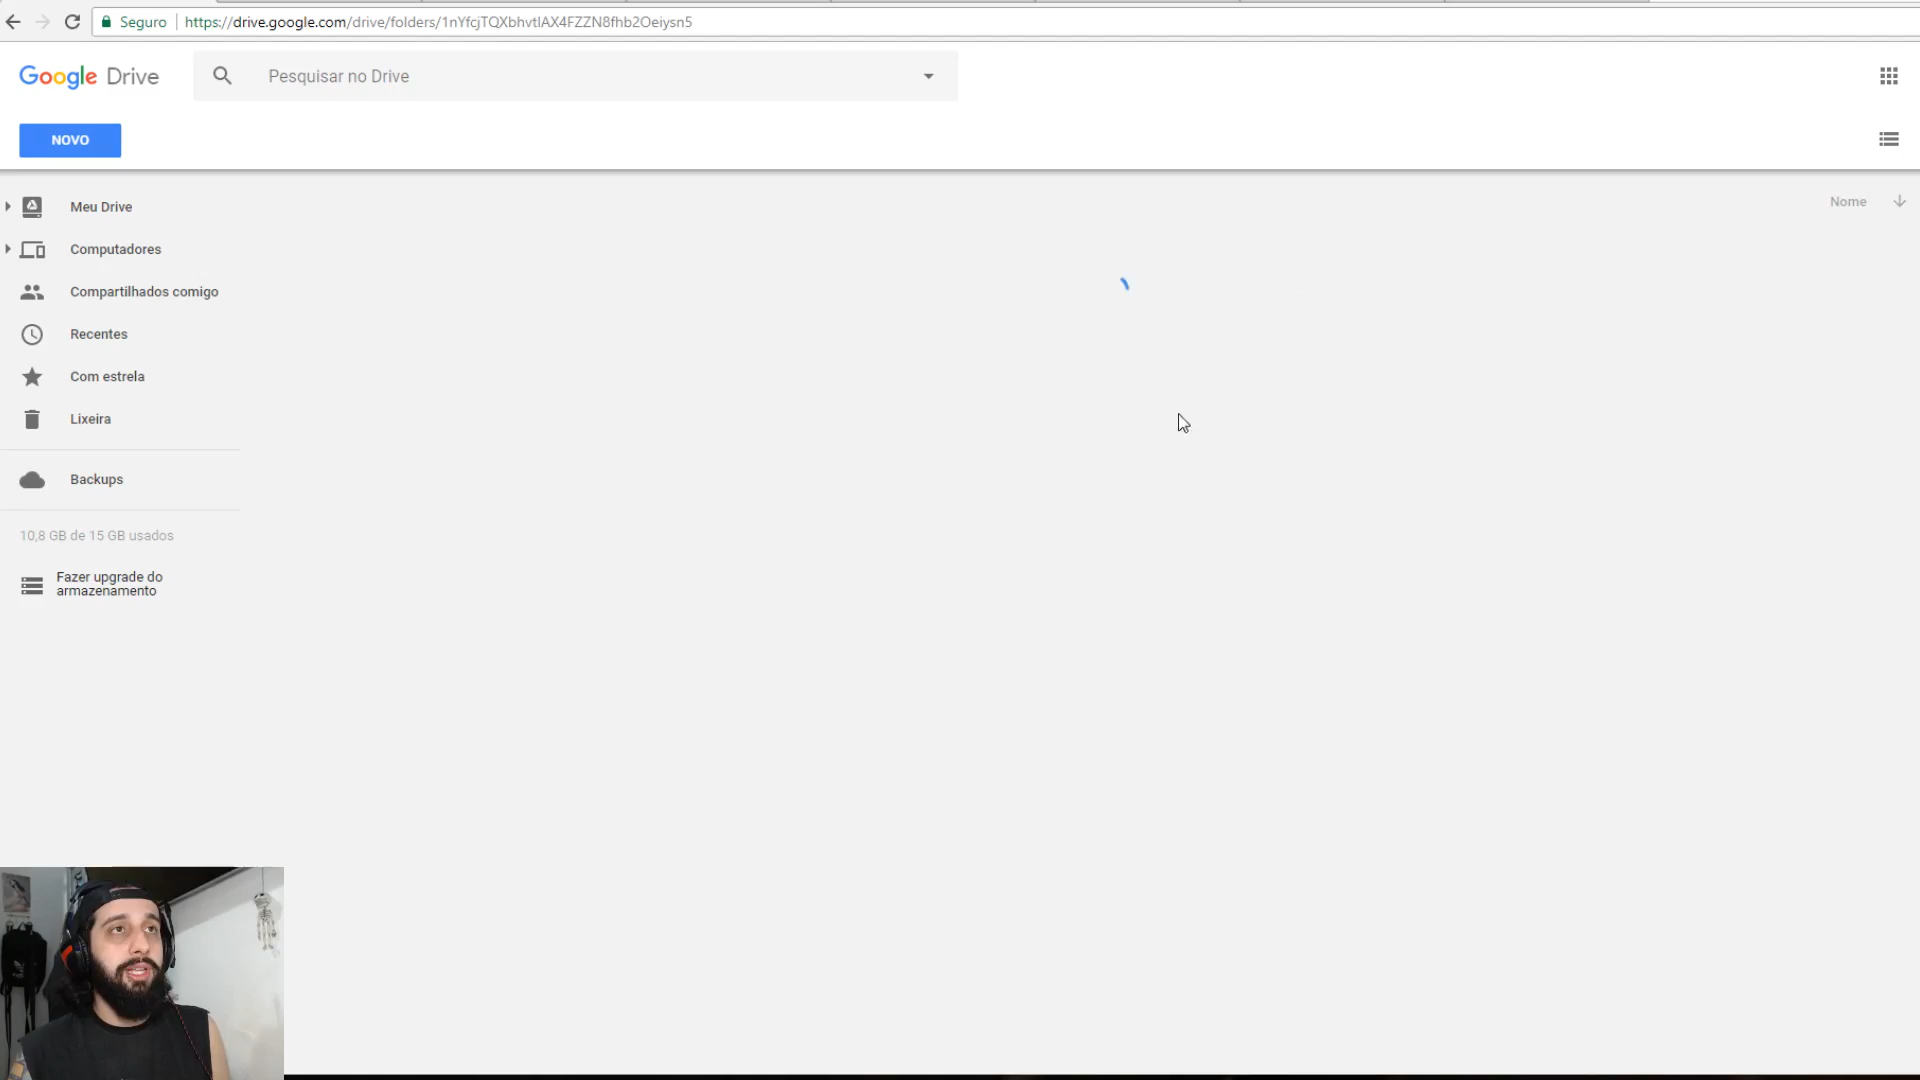 Seguro
https://drive.google.com/drive/folders/1nYfcjTQXbhvtlAX4FZZN8fhb2Oeiysn5
Google Drive
Pesquisar no Drive
NOVO
Meu Drive
Nome
Computadores
Compartilhados comigo
Recentes
Com estrela
Lixeira
Backups
10,8 GB de 15 GB usados
Fazer upgrade do
armazenamento